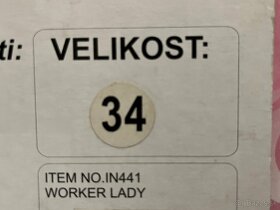 ti: VELIKOST:
34
ITEM NO.IN441
WORKER LADY